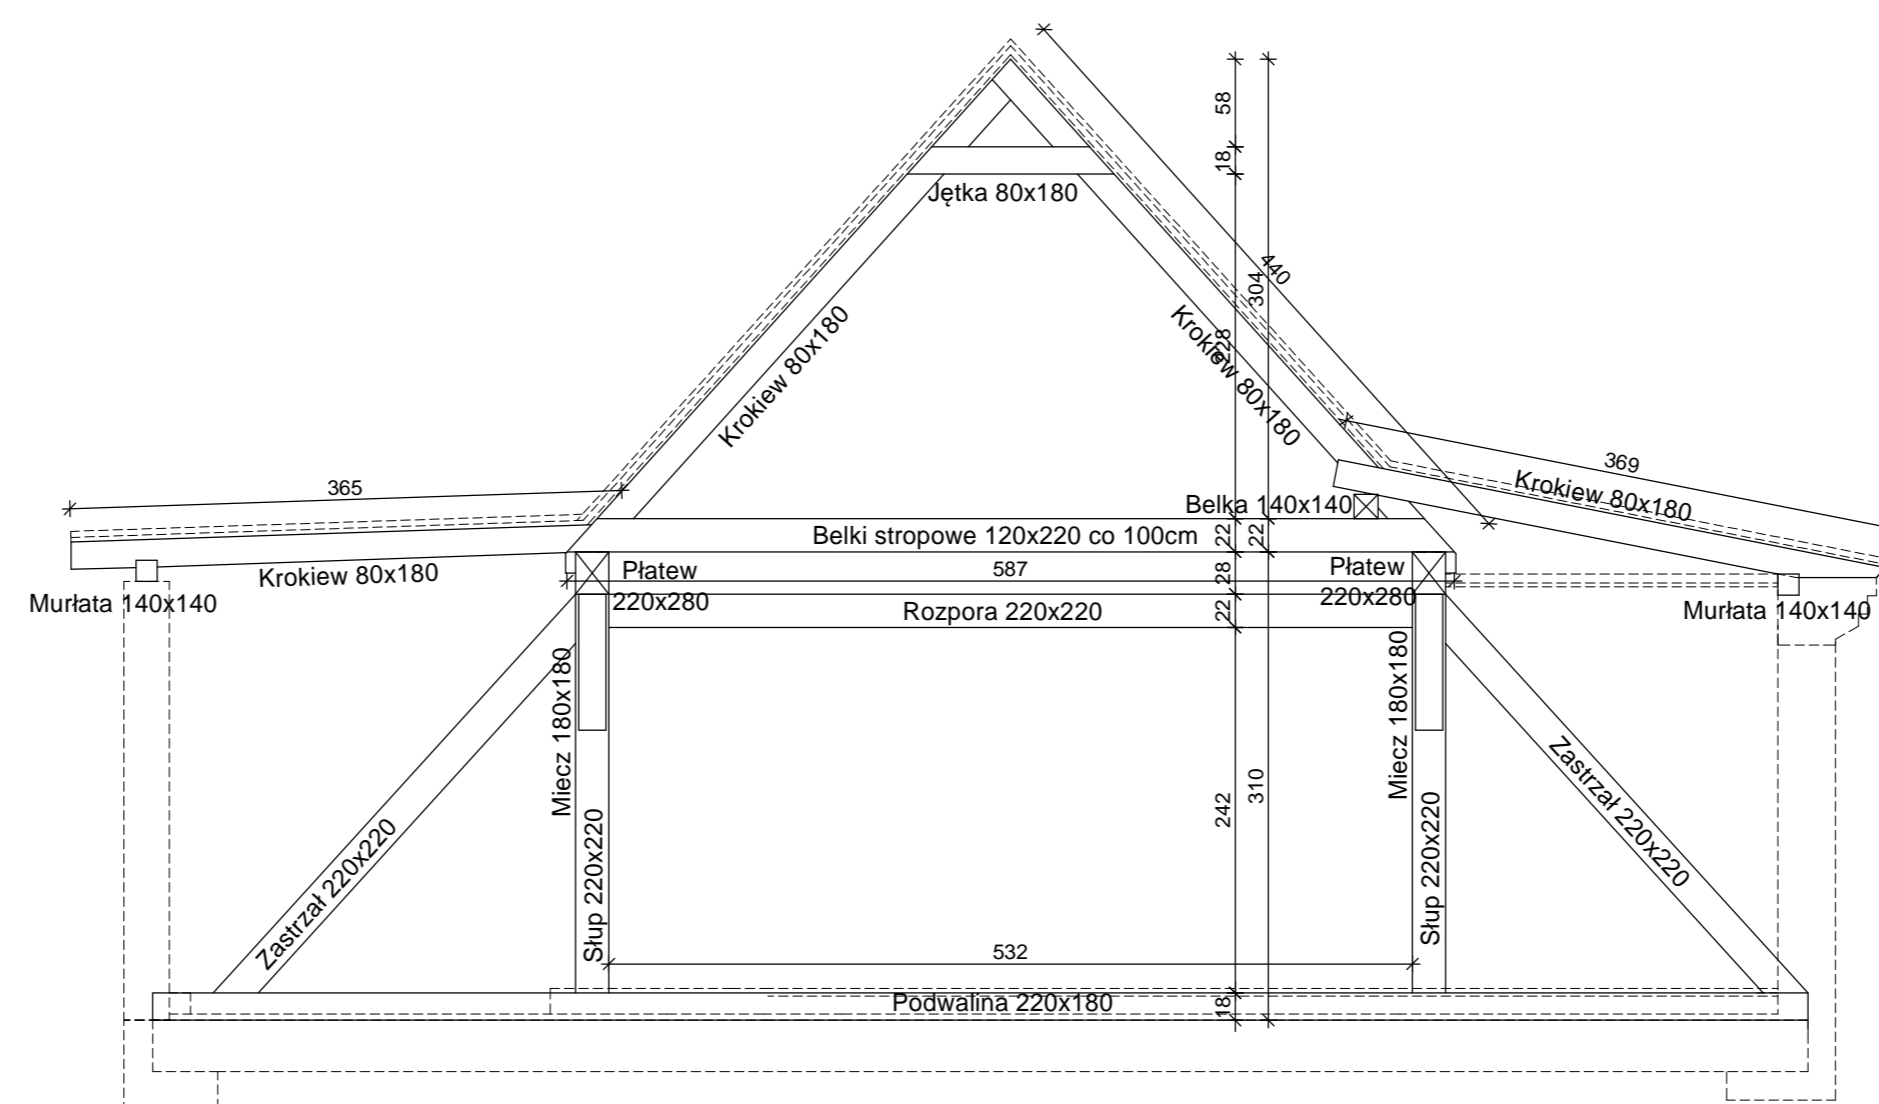 58
18
Jętka 80x180
440
304
228
Krokiew 80x180
Krokiew 80x180
369
Krokiew 80x180
365
Belka 140x140
Belki stropowe 120x220 co 100cm
22
22
Krokiew 80x180
Płatew
220x280
587
28
Płatew
220x280
Murłata 140x140
Rozpora 220x220
22
Murłata 140x140
Miecz 180x180
Miecz 180x180
242
310
Zastrzał 220x220
Słup 220x220
Słup 220x220
Zastrzał 220x220
532
Podwalina 220x180
18